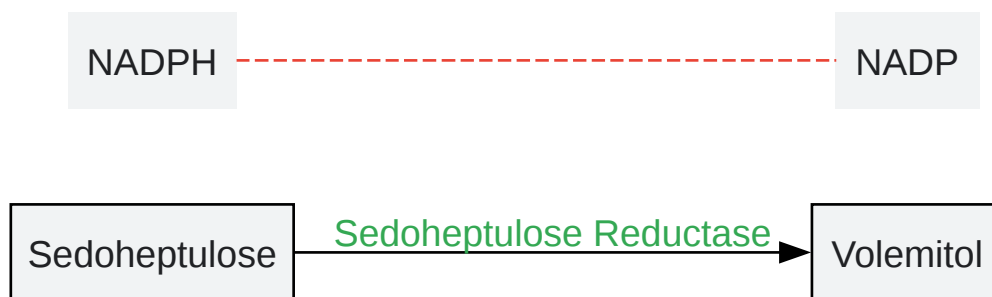 NADPH
NADP
Sedoheptulose
Sedoheptulose Reductase
Volemitol